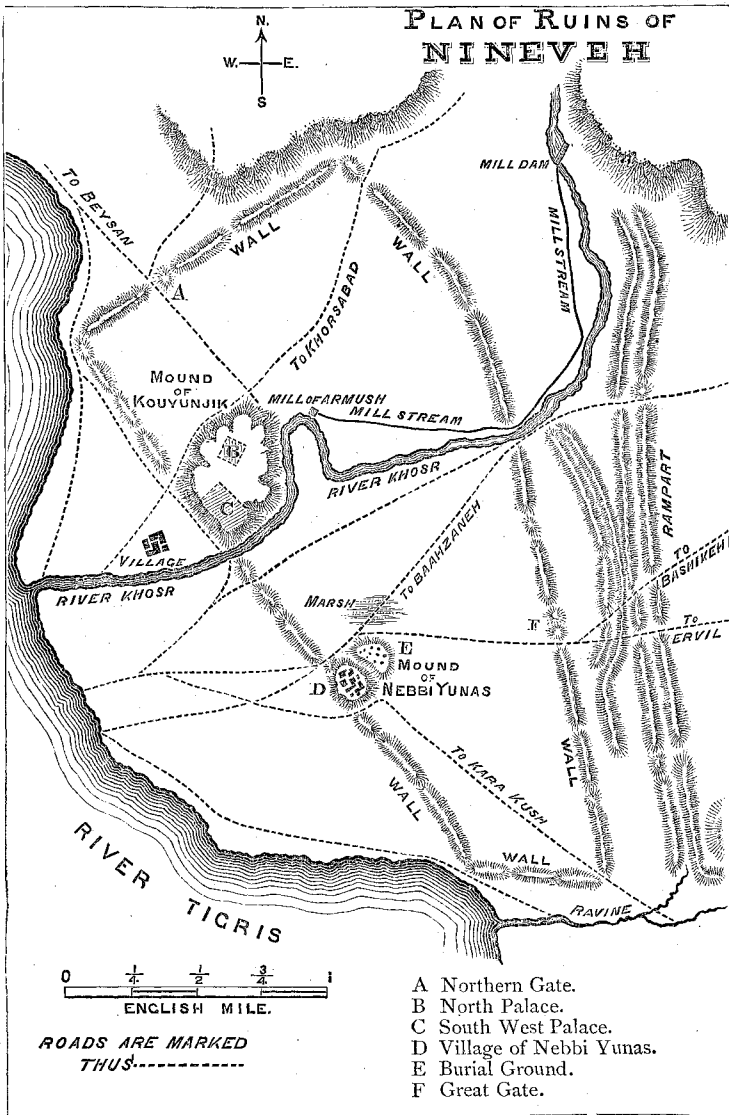 PLAN OF RUINS OF
NINEVEH
N.
W.
E.
S
MILL DAM
TO BEYSAN
WALL
WALL
MILL STREAM
A
TO KHORSABAD
MOUND
OF
KOUYUNJIK
MILL OF ARMUSH
MILL STREAM
B
RIVER KHOSR
RAMPART
C
VILLAGE
RIVER KHOSR
TO BAAHZANEH
TO
BASHIKEH
MARSH
F
TO
ERVIL
E
MOUND
OF
NEBBI YUNAS
D
WALL
TO KARA KUSH
WALL
WALL
RIVER TIGRIS
RAVINE
0 1/4 1/2 3/4 1
ENGLISH MILE.
ROADS ARE MARKED
THUS
A Northern Gate.
B North Palace.
C South West Palace.
D Village of Nebbi Yunas.
E Burial Ground.
F Great Gate.